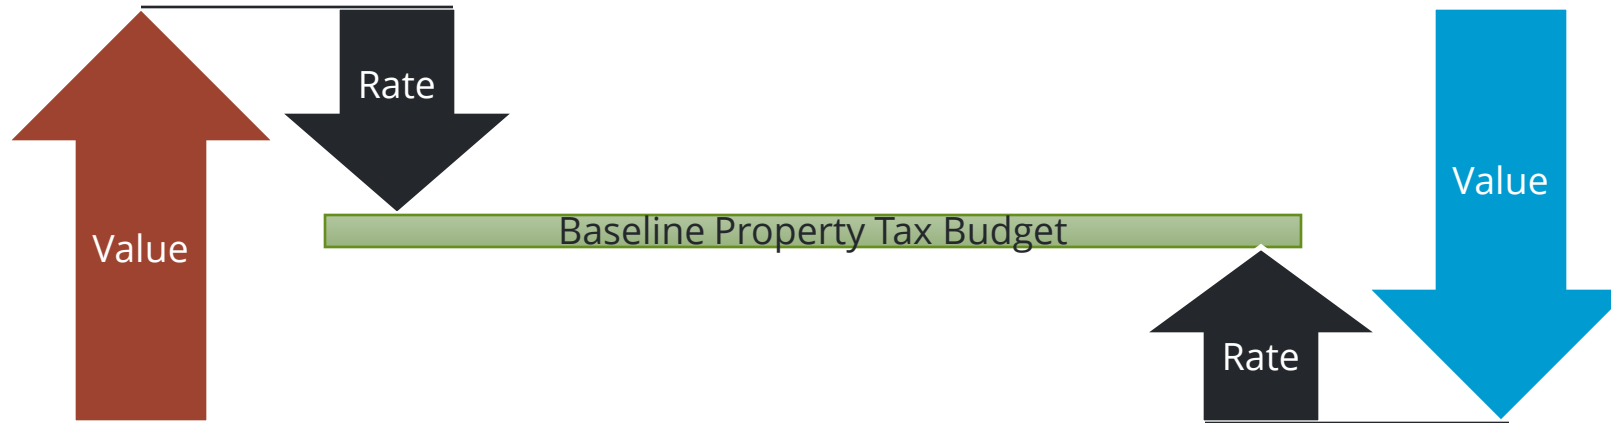 Rate
Value
Baseline Property Tax Budget
Value
Rate